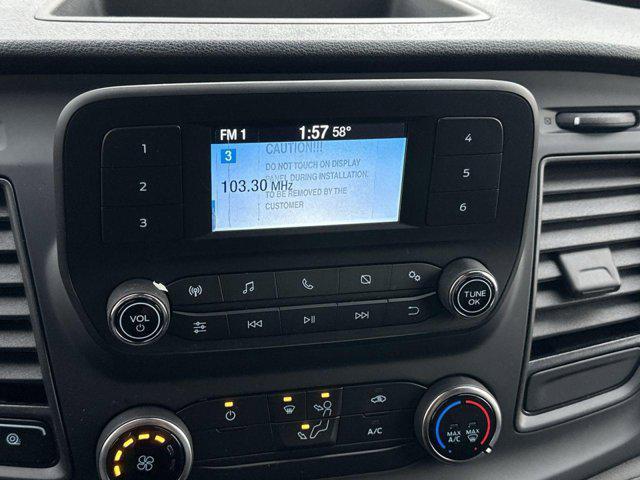 FM 1 1:57 58°
3
CAUTION!!!
DO NOT TOUCH ON DISPLAY
PANEL DURING INSTALLATION.
103.30 MHz
TO BE REMOVED BY THE
CUSTOMER
1
2
3
4
5
6
VOL
TUNE
OK
A/C
MAX
A/C
MAX